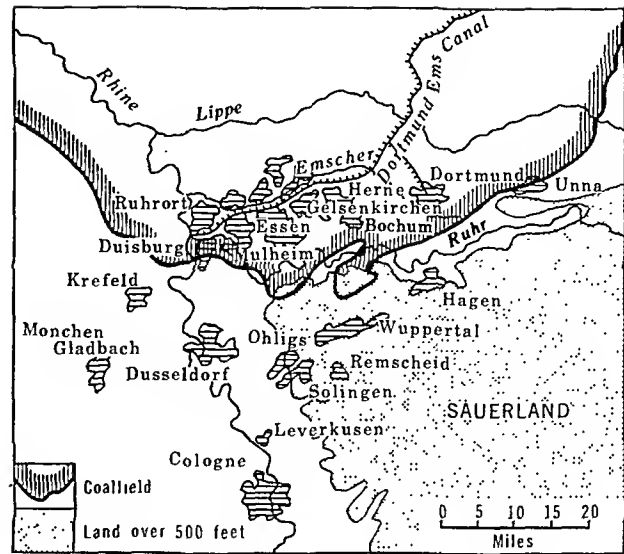 Rhine
Lippe
Emscher
Dortmund Ems Canal
Ruhrort
Herne
Dortmund
Unna
Gelsenkirchen
Essen
Bochum
Duisburg
Mulheim
Ruhr
Krefeld
Hagen
Monchen
Gladbach
Ohligs
Wuppertal
Dusseldorf
Remscheid
Solingen
SAUERLAND
Leverkusen
Cologne
Coalfield
Land over 500 feet
0 5 10 15 20
Miles